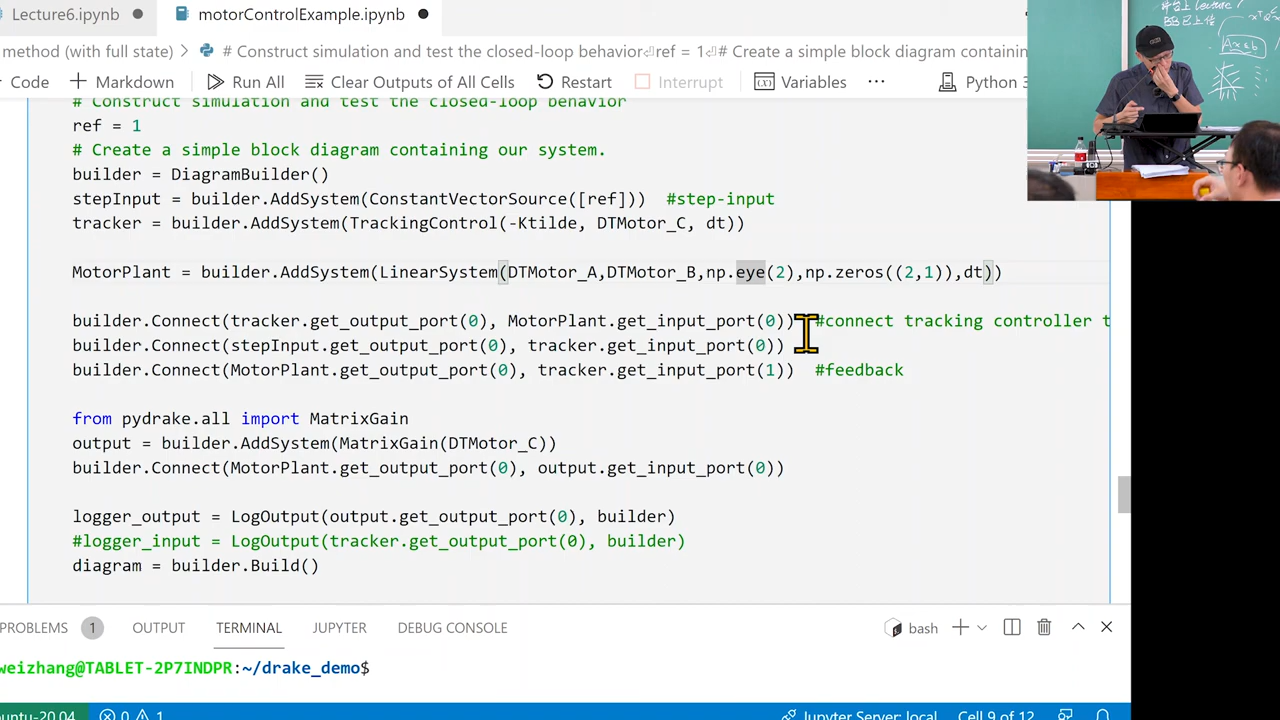 Lecture6.ipynb
motorControlExample.ipynb
method (with full state) > # Construct simulation and test the closed-loop behavior⏎ref = 1⏎# Create a simple block diagram containin
Code + Markdown Run All Clear Outputs of All Cells Restart Interrupt Variables ··· Python 3
# Construct simulation and test the closed-loop behavior
ref = 1
# Create a simple block diagram containing our system.
builder = DiagramBuilder()
stepInput = builder.AddSystem(ConstantVectorSource([ref])) #step-input
tracker = builder.AddSystem(TrackingControl(-Ktilde, DTMotor_C, dt))
MotorPlant = builder.AddSystem(LinearSystem(DTMotor_A,DTMotor_B,np.eye(2),np.zeros((2,1)),dt))
builder.Connect(tracker.get_output_port(0), MotorPlant.get_input_port(0)) #connect tracking controller t
builder.Connect(stepInput.get_output_port(0), tracker.get_input_port(0))
builder.Connect(MotorPlant.get_output_port(0), tracker.get_input_port(1)) #feedback
from pydrake.all import MatrixGain
output = builder.AddSystem(MatrixGain(DTMotor_C))
builder.Connect(MotorPlant.get_output_port(0), output.get_input_port(0))
logger_output = LogOutput(output.get_output_port(0), builder)
#logger_input = LogOutput(tracker.get_output_port(0), builder)
diagram = builder.Build()
PROBLEMS 1 OUTPUT TERMINAL JUPYTER DEBUG CONSOLE bash
weizhang@TABLET-2P7INDPR:~/drake_demo$
untu-20.04 0 1 Jupyter Server: local Cell 9 of 12
Ax≤b